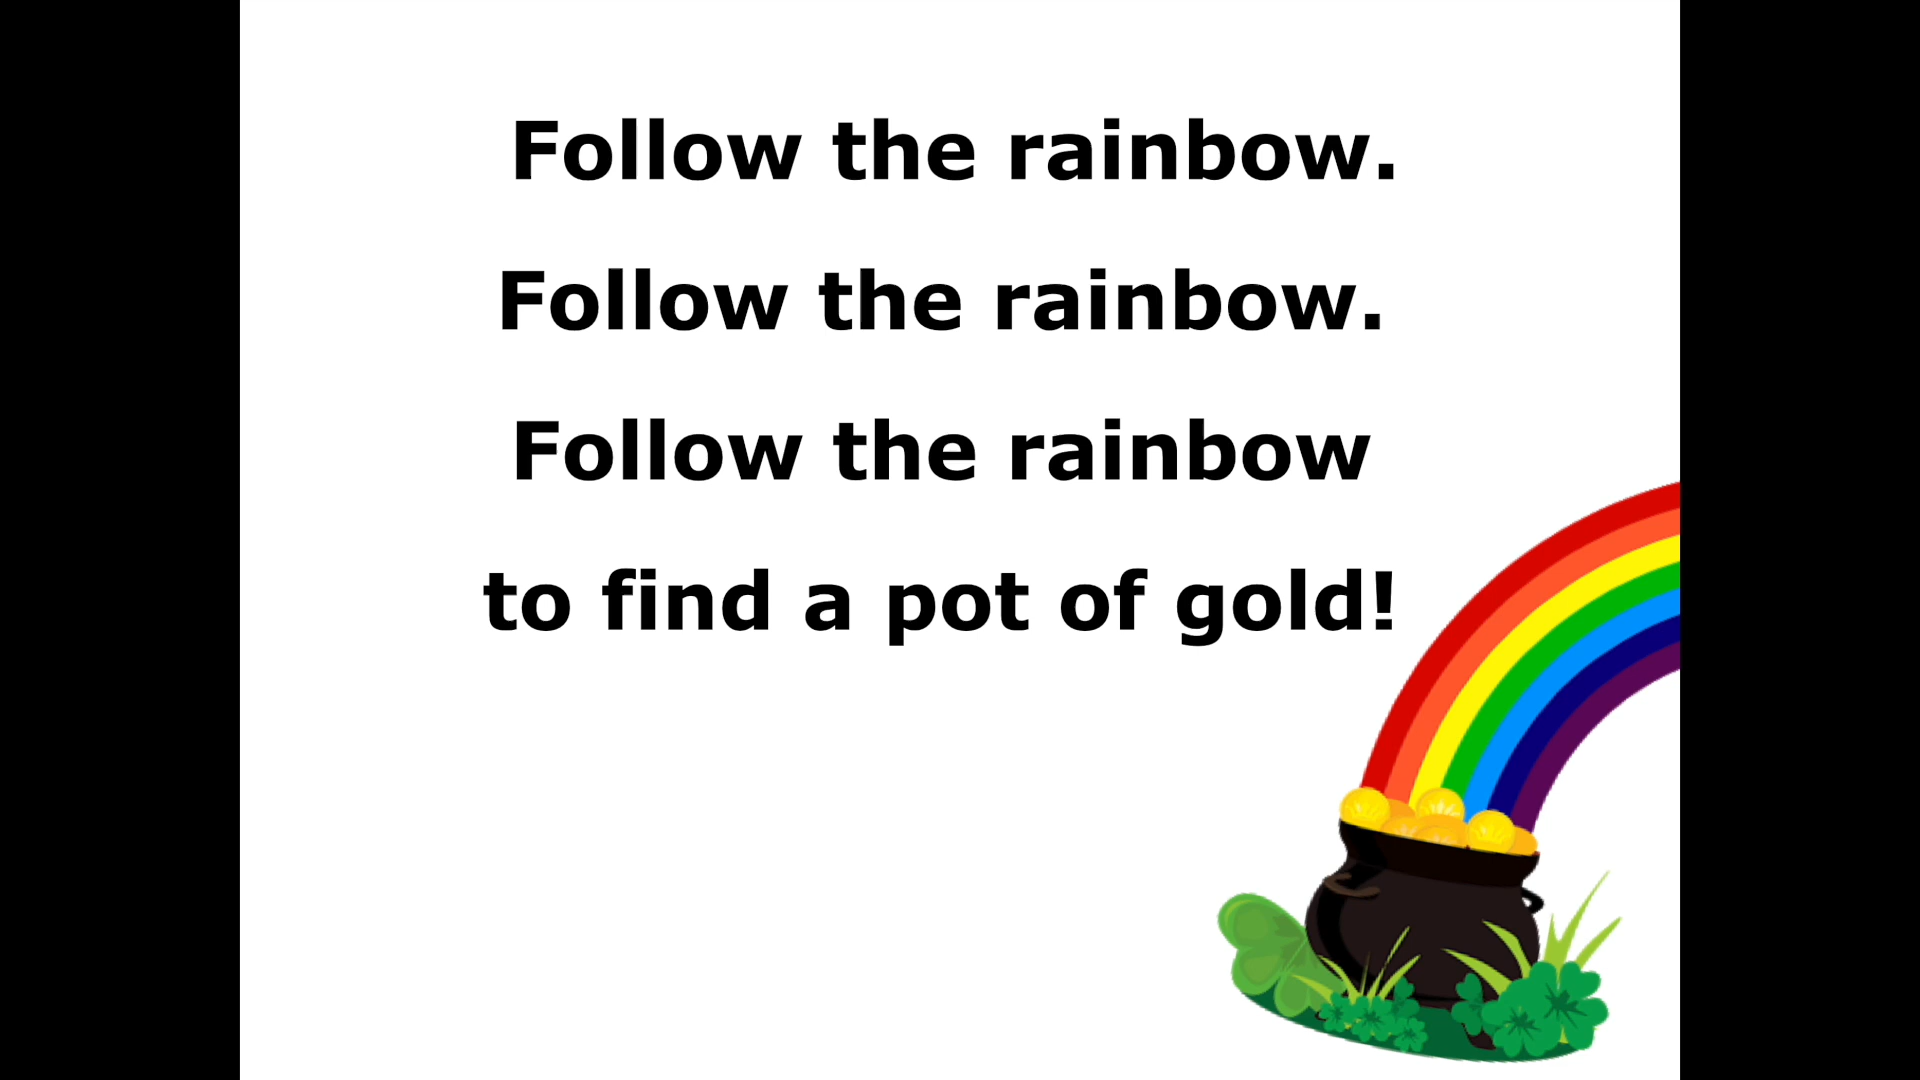 Follow the rainbow.
Follow the rainbow.
Follow the rainbow
to find a pot of gold!